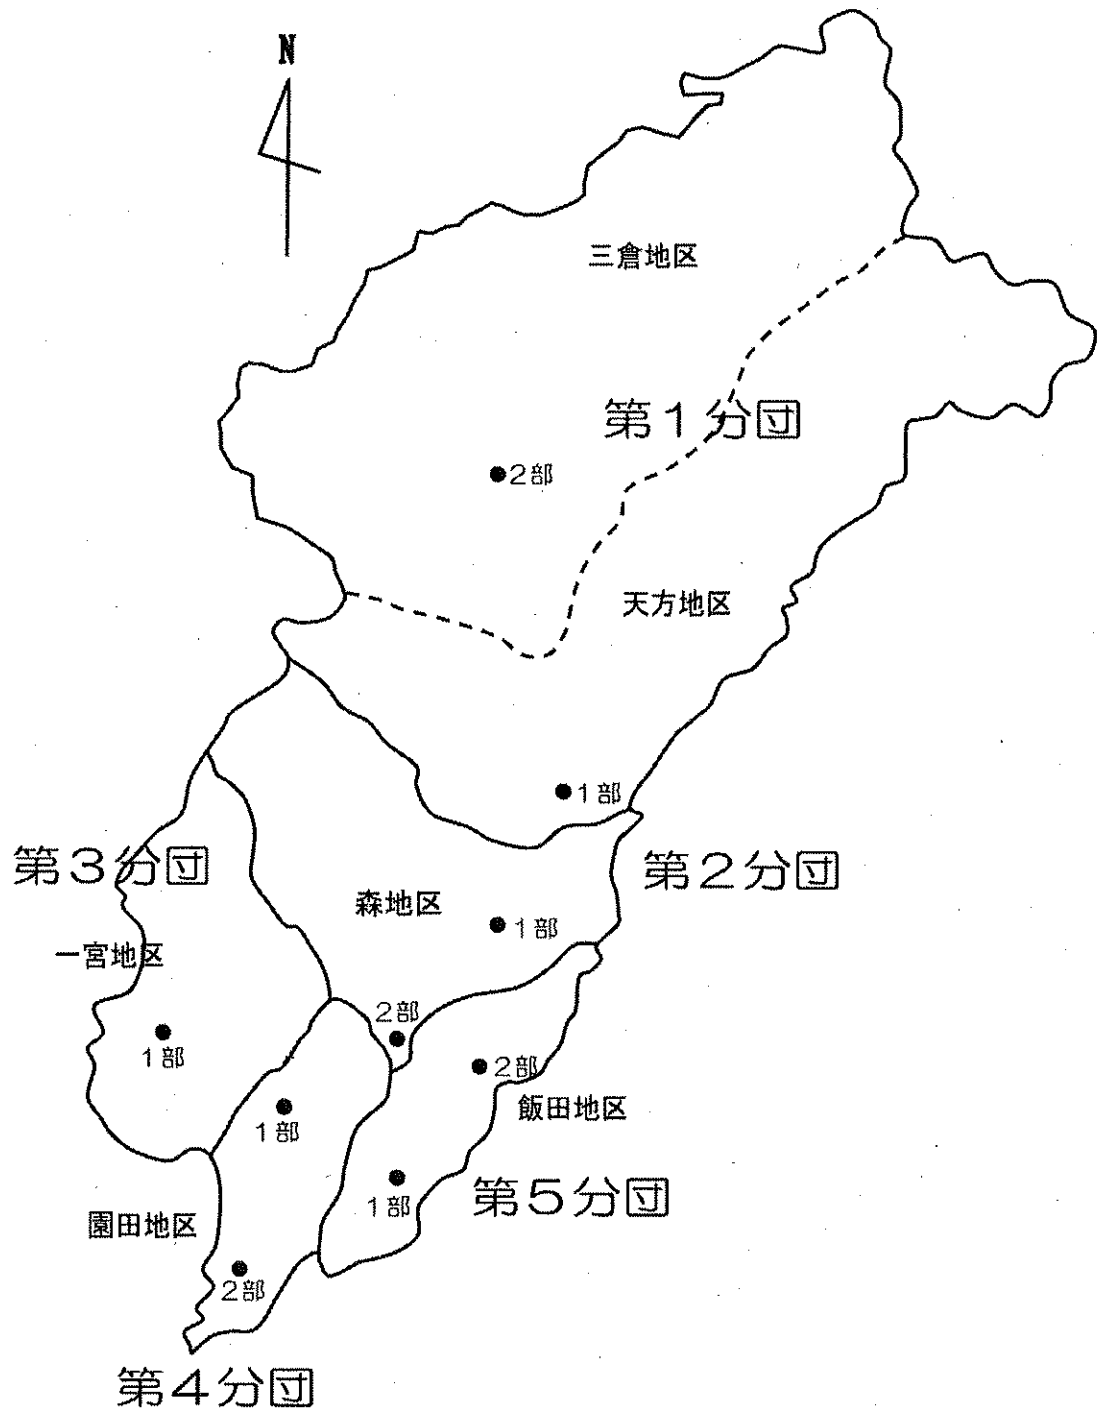 N
三倉地区
第１分団
２部
天方地区
１部
第３分団
第２分団
森地区
１部
一宮地区
２部
１部
２部
飯田地区
１部
第５分団
１部
園田地区
２部
第４分団